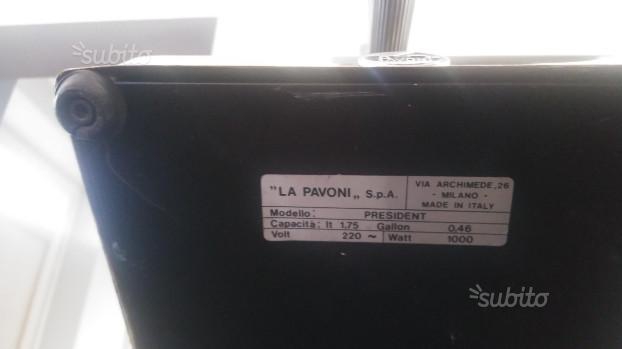 subito
"LA PAVONI„ S.p.A.
VIA ARCHIMEDE, 26
- MILANO -
MADE IN ITALY
Modello: PRESIDENT
Capacità: lt 1,75 Gallon 0,46
Volt 220 ~ Watt 1000
subito